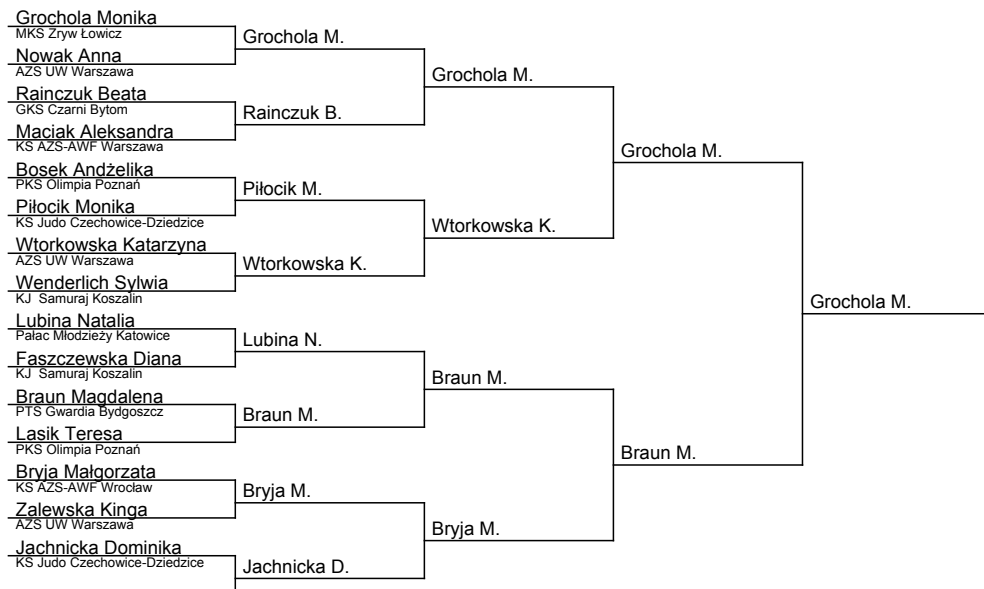 Grochola Monika
MKS Zryw Łowicz
Grochola M.
Nowak Anna
AZS UW Warszawa
Grochola M.
Rainczuk Beata
GKS Czarni Bytom
Rainczuk B.
Maciak Aleksandra
KS AZS-AWF Warszawa
Grochola M.
Bosek Andżelika
PKS Olimpia Poznań
Piłocik M.
Piłocik Monika
KS Judo Czechowice-Dziedzice
Wtorkowska K.
Wtorkowska Katarzyna
AZS UW Warszawa
Wtorkowska K.
Wenderlich Sylwia
KJ  Samuraj Koszalin
Grochola M.
Lubina Natalia
Pałac Młodzieży Katowice
Lubina N.
Faszczewska Diana
KJ  Samuraj Koszalin
Braun M.
Braun Magdalena
PTS Gwardia Bydgoszcz
Braun M.
Lasik Teresa
PKS Olimpia Poznań
Braun M.
Bryja Małgorzata
KS AZS-AWF Wrocław
Bryja M.
Zalewska Kinga
AZS UW Warszawa
Bryja M.
Jachnicka Dominika
KS Judo Czechowice-Dziedzice
Jachnicka D.